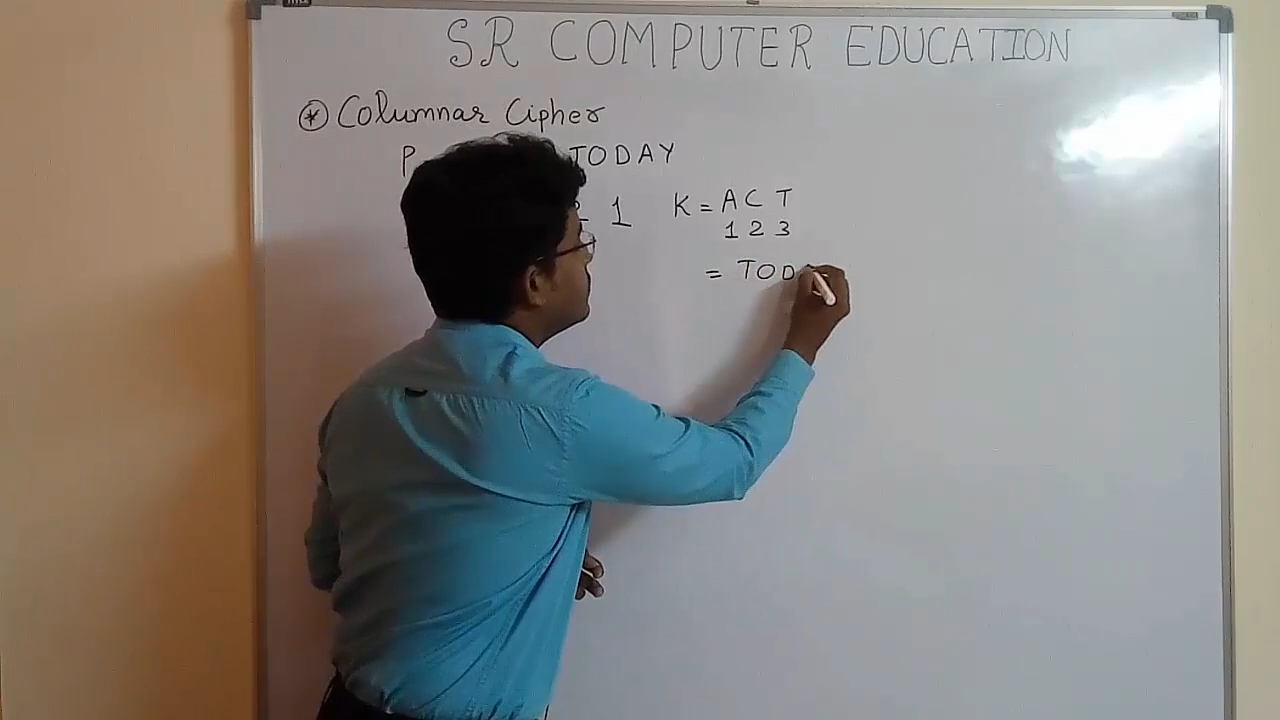 SR COMPUTER EDUCATION
* Columnar Cipher
P TODAY
1 K = A C T
1 2 3
= TOD